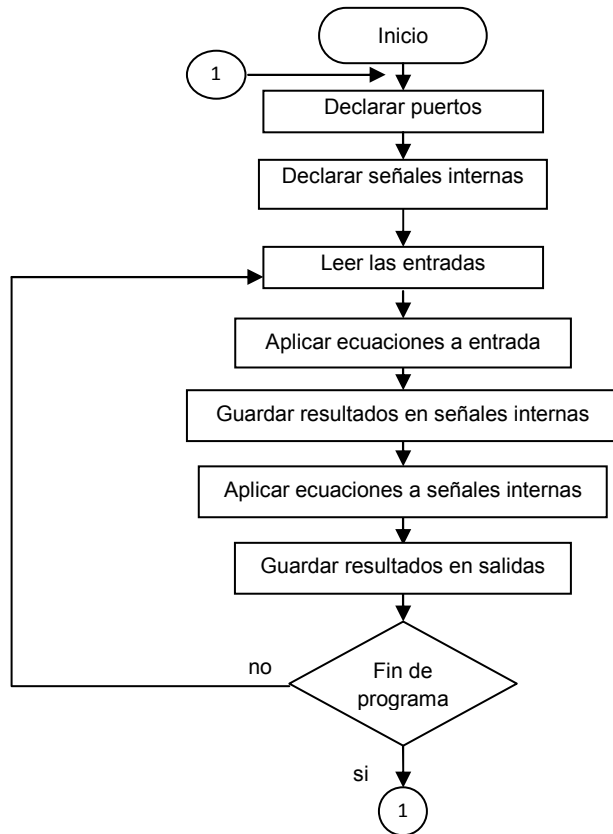 Inicio
1
Declarar puertos
Declarar señales internas
Leer las entradas
Aplicar ecuaciones a entrada
Guardar resultados en señales internas
Aplicar ecuaciones a señales internas
Guardar resultados en salidas
no
Fin de
programa
si
1